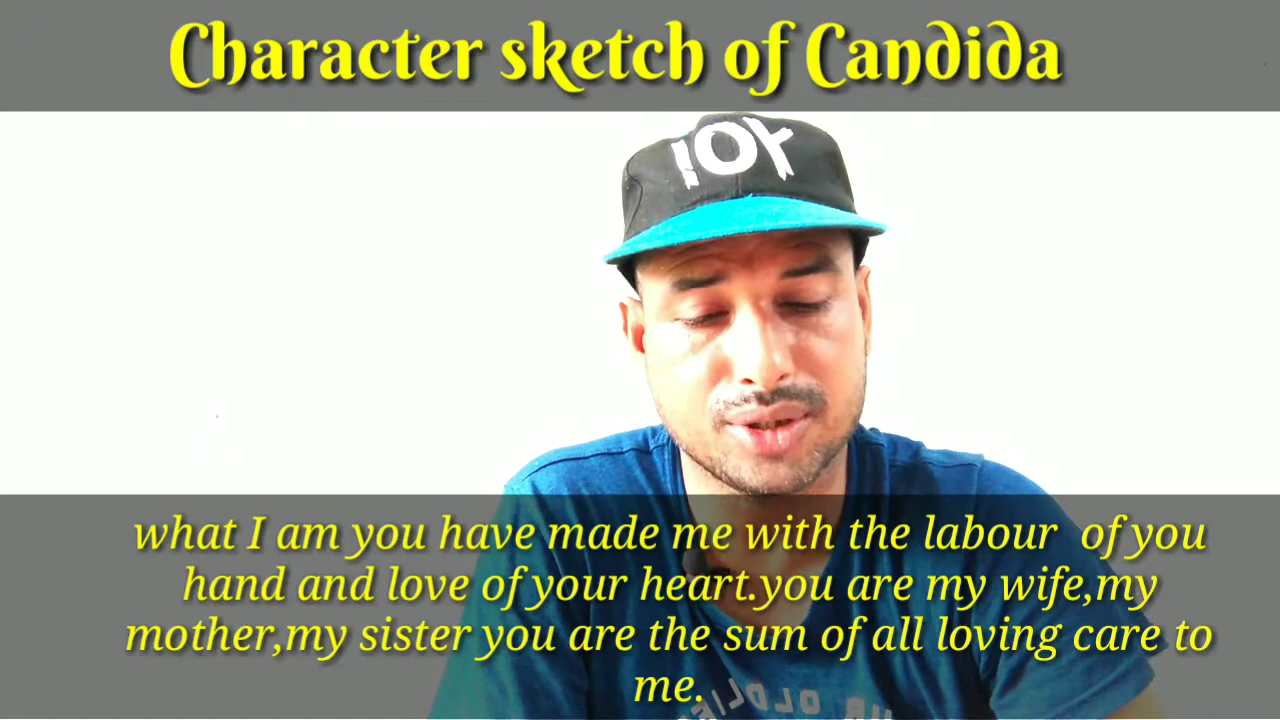 Character sketch of Candida
YO!
what I am you have made me with the labour of you
hand and love of your heart.you are my wife,my
mother,my sister you are the sum of all loving care to
me.